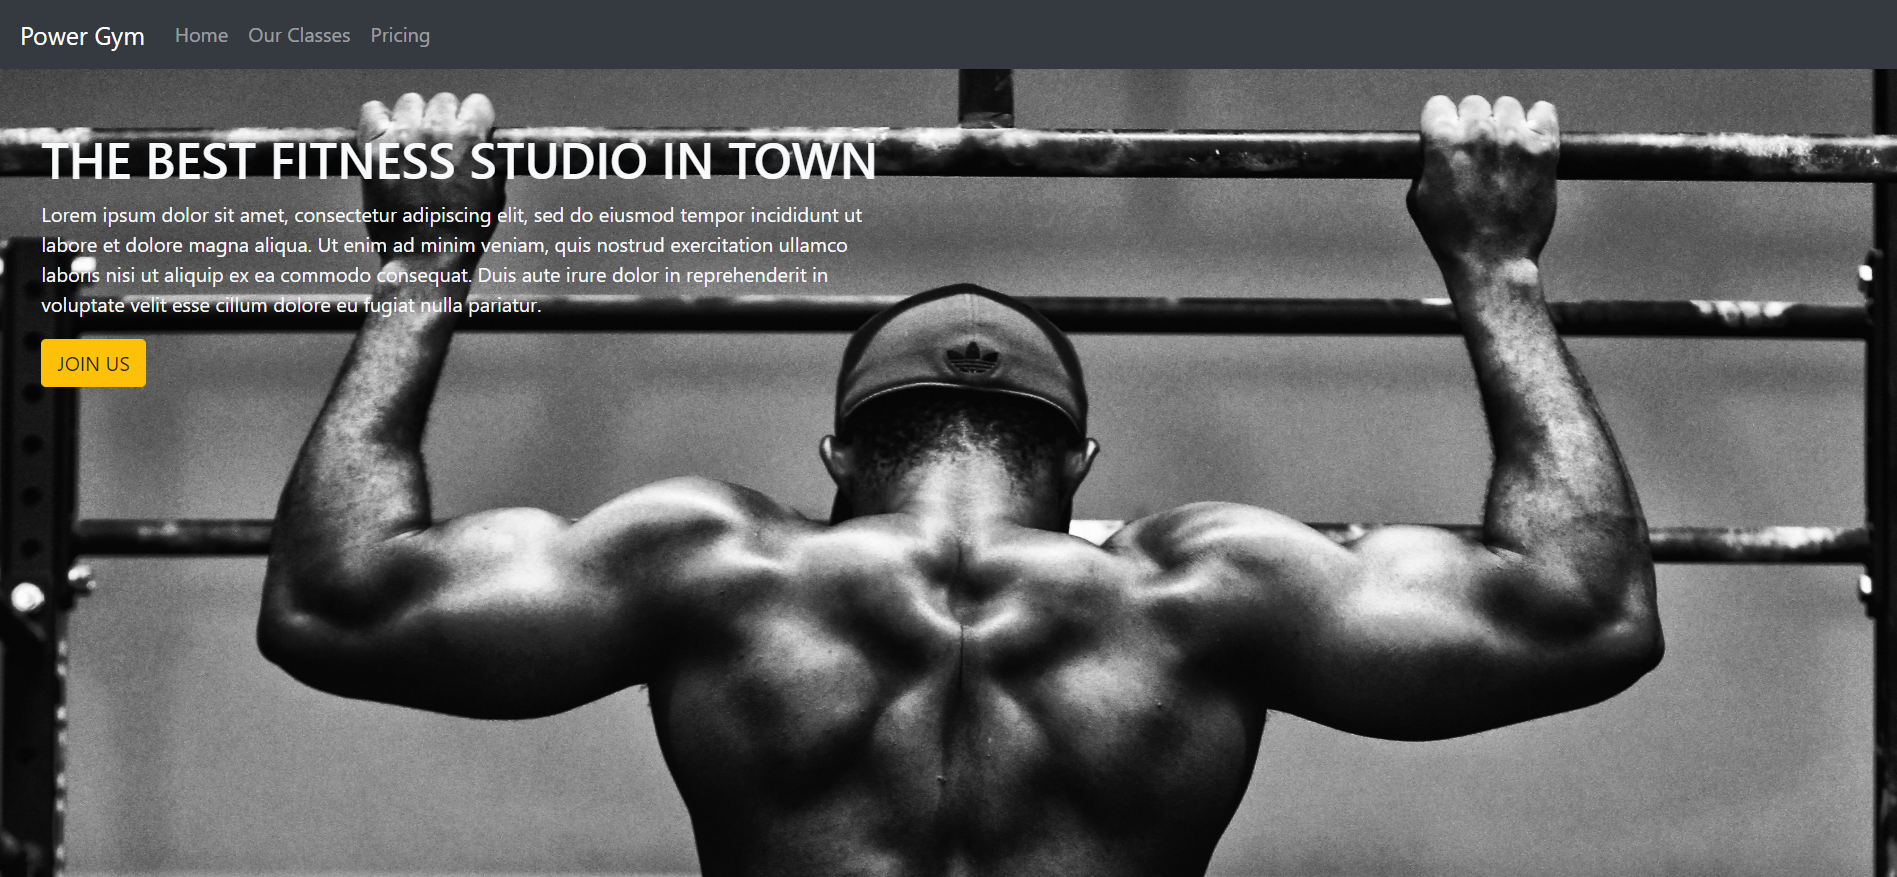 Power Gym Home Our Classes Pricing
THE BEST FITNESS STUDIO IN TOWN
Lorem ipsum dolor sit amet, consectetur adipiscing elit, sed do eiusmod tempor incididunt ut
labore et dolore magna aliqua. Ut enim ad minim veniam, quis nostrud exercitation ullamco
laboris nisi ut aliquip ex ea commodo consequat. Duis aute irure dolor in reprehenderit in
voluptate velit esse cillum dolore eu fugiat nulla pariatur.
JOIN US